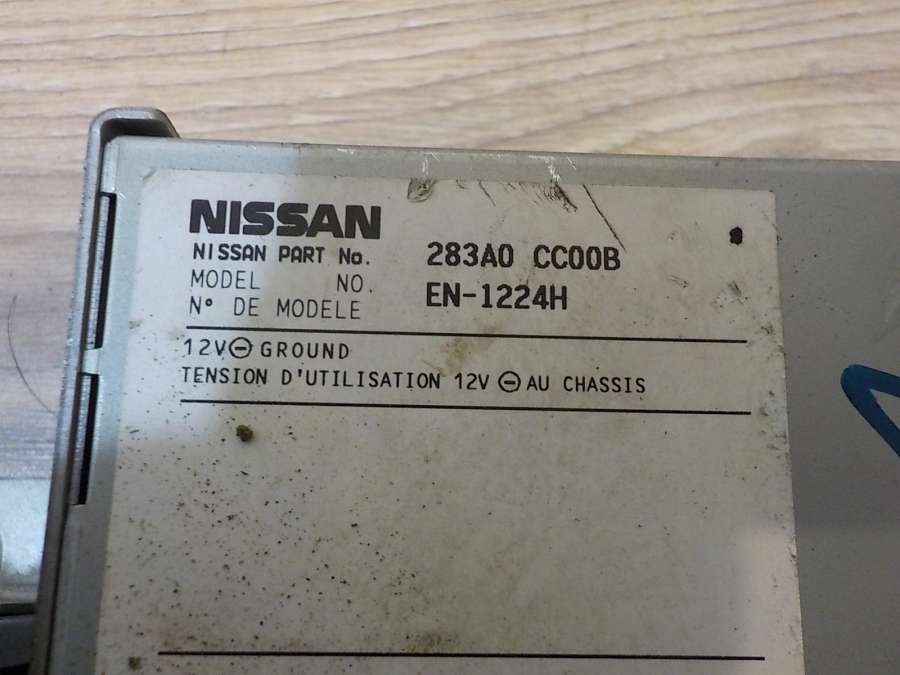 NISSAN
NISSAN PART No. 283A0 CC00B
MODEL NO. EN-1224H
N° DE MODELE
12V⊖GROUND
TENSION D'UTILISATION 12V ⊖ AU CHASSIS